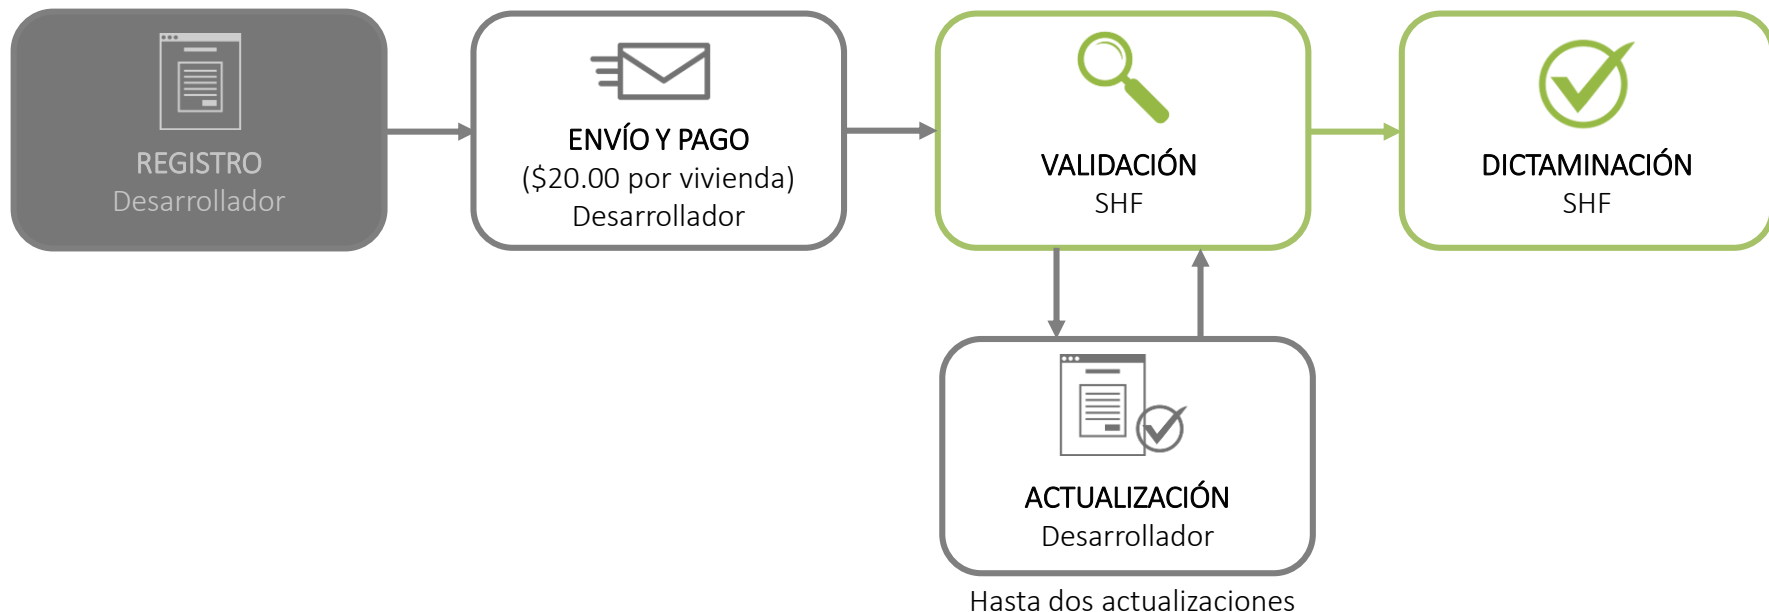 REGISTRO
Desarrollador
ENVÍO Y PAGO
($20.00 por vivienda)
Desarrollador
VALIDACIÓN
SHF
DICTAMINACIÓN
SHF
ACTUALIZACIÓN
Desarrollador
Hasta dos actualizaciones